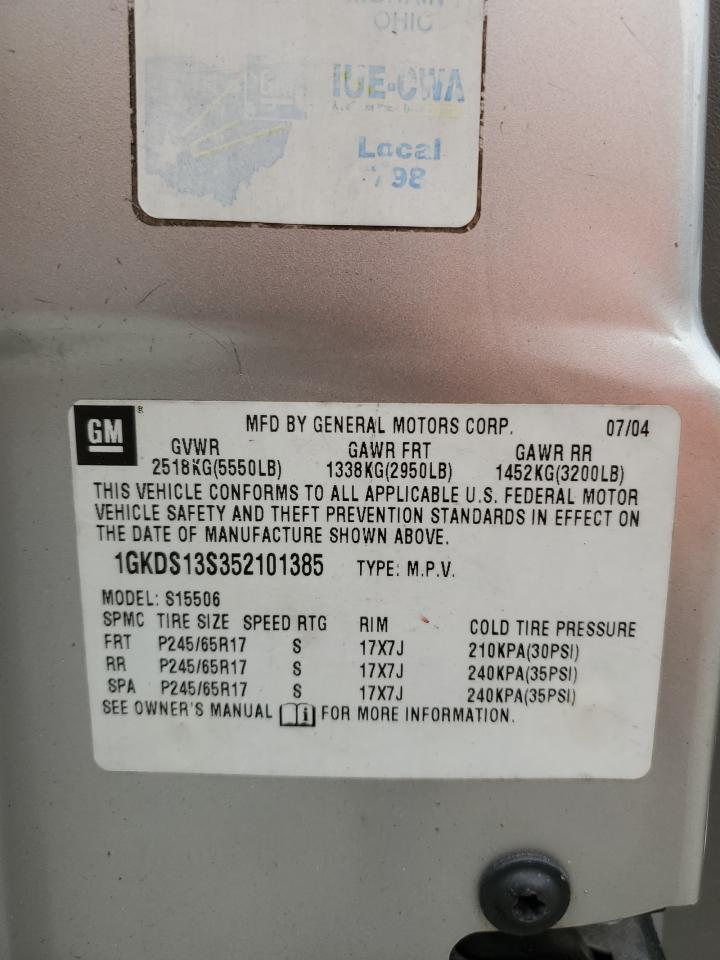 OHIO
GM
IUE-CWA
Local
798
GM
MFD BY GENERAL MOTORS CORP. 07/04
GVWR GAWR FRT GAWR RR
2518KG(5550LB) 1338KG(2950LB) 1452KG(3200LB)
THIS VEHICLE CONFORMS TO ALL APPLICABLE U.S. FEDERAL MOTOR
VEHICLE SAFETY AND THEFT PREVENTION STANDARDS IN EFFECT ON
THE DATE OF MANUFACTURE SHOWN ABOVE.
1GKDS13S352101385 TYPE: M.P.V.
MODEL: S15506
SPMC TIRE SIZE SPEED RTG RIM COLD TIRE PRESSURE
FRT P245/65R17 S 17X7J 210KPA(30PSI)
RR P245/65R17 S 17X7J 240KPA(35PSI)
SPA P245/65R17 S 17X7J 240KPA(35PSI)
SEE OWNER'S MANUAL FOR MORE INFORMATION.